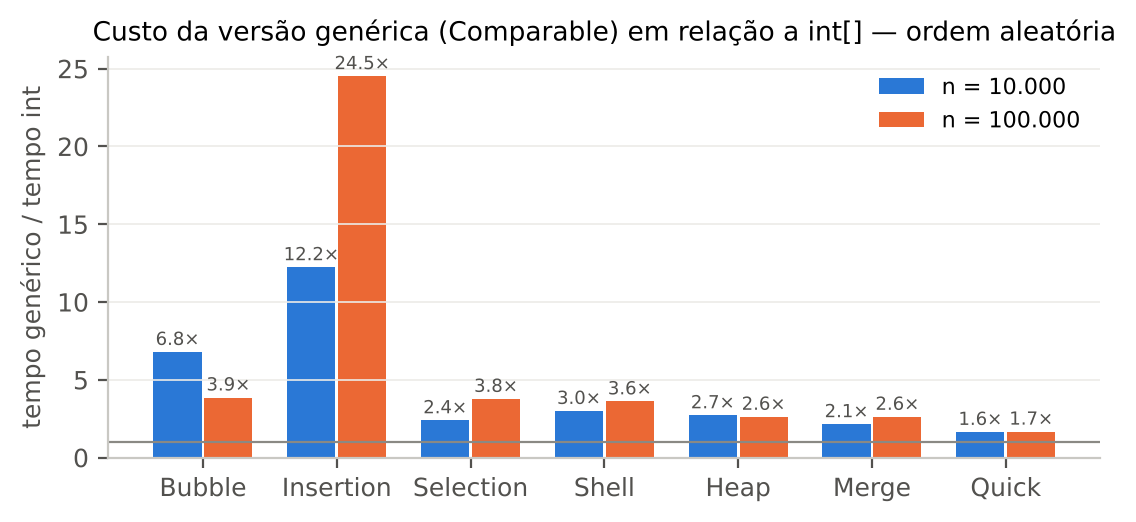 Custo da versão genérica (Comparable) em relação a int[] — ordem aleatória
tempo genérico / tempo int
25
20
15
10
5
0
n = 10.000
n = 100.000
6.8×
3.9×
12.2×
24.5×
2.4×
3.8×
3.0×
3.6×
2.7×
2.6×
2.1×
2.6×
1.6×
1.7×
Bubble
Insertion
Selection
Shell
Heap
Merge
Quick